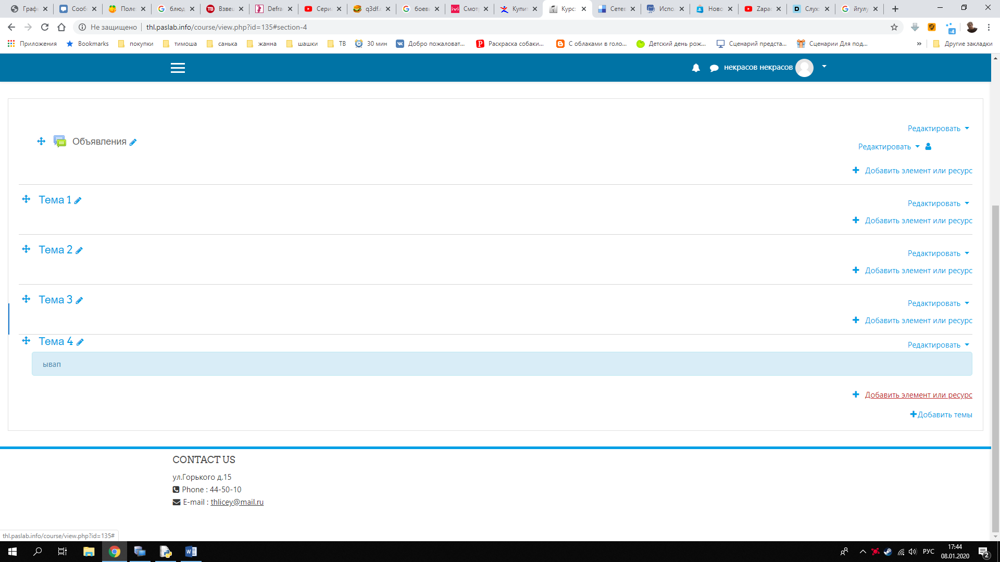 Граф
Сооб
Поле
блюд
Взвеш
Defra
Сери
q3df.
боев
Смот
Купит
Курс:
Сетев
Испо
Ново
Zapa
Слух
йгулу
Не защищено thl.paslab.info/course/view.php?id=135#section-4
Приложения Bookmarks покупки тимоша санька жанна шашки ТВ 30 мин Добро пожаловат... Раскраска собаки... С облаками в голо... Детский день рож... Сценарий предста... Сценарии Для под... » Другие закладки
некрасов некрасов
Редактировать
Объявления
Редактировать
Добавить элемент или ресурс
Тема 1
Редактировать
Добавить элемент или ресурс
Тема 2
Редактировать
Добавить элемент или ресурс
Тема 3
Редактировать
Добавить элемент или ресурс
Тема 4
Редактировать
ывап
Добавить элемент или ресурс
Добавить темы
CONTACT US
ул.Горького д.15
Phone : 44-50-10
E-mail : thlicey@mail.ru
thl.paslab.info/course/view.php?id=135#
РУС
17:44
08.01.2020
2